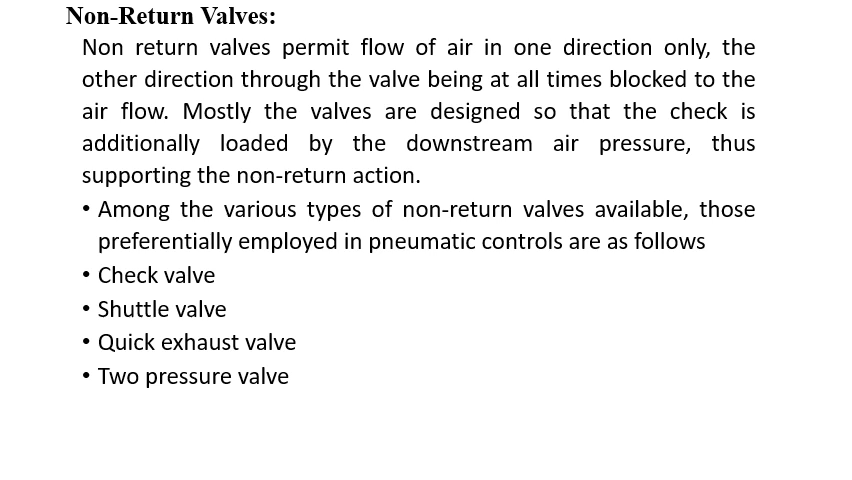 Non-Return Valves:
Non return valves permit flow of air in one direction only, the
other direction through the valve being at all times blocked to the
air flow. Mostly the valves are designed so that the check is
additionally loaded by the downstream air pressure, thus
supporting the non-return action.
• Among the various types of non-return valves available, those
preferentially employed in pneumatic controls are as follows
• Check valve
• Shuttle valve
• Quick exhaust valve
• Two pressure valve